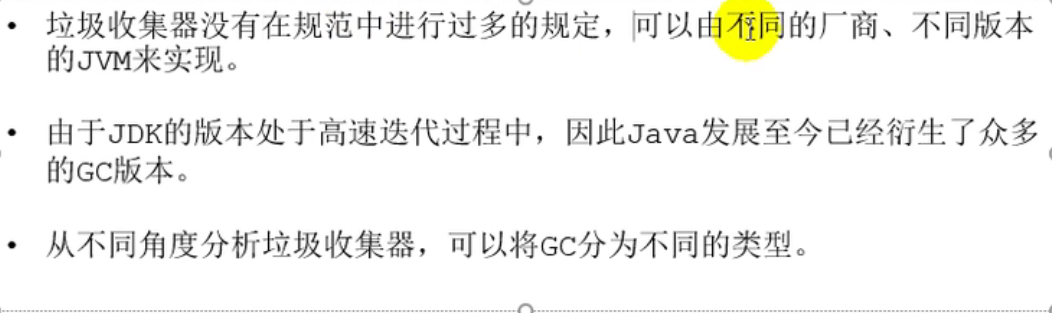 • 垃圾收集器没有在规范中进行过多的规定，可以由不同的厂商、不同版本
的JVM来实现。
• 由于JDK的版本处于高速迭代过程中，因此Java发展至今已经衍生了众多
的GC版本。
• 从不同角度分析垃圾收集器，可以将GC分为不同的类型。